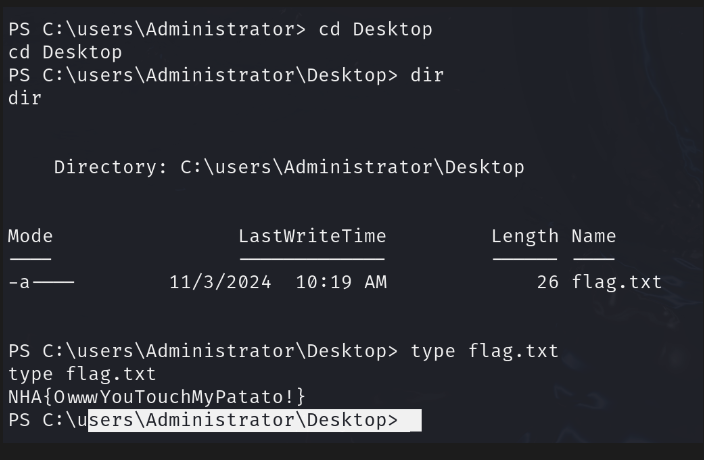 PS C:\users\Administrator> cd Desktop
cd Desktop
PS C:\users\Administrator\Desktop> dir
dir
Directory: C:\users\Administrator\Desktop
Mode LastWriteTime Length Name
---- ------------- ------ ----
-a---- 11/3/2024 10:19 AM 26 flag.txt
PS C:\users\Administrator\Desktop> type flag.txt
type flag.txt
NHA{OwwwYouTouchMyPatato!}
PS C:\users\Administrator\Desktop> _